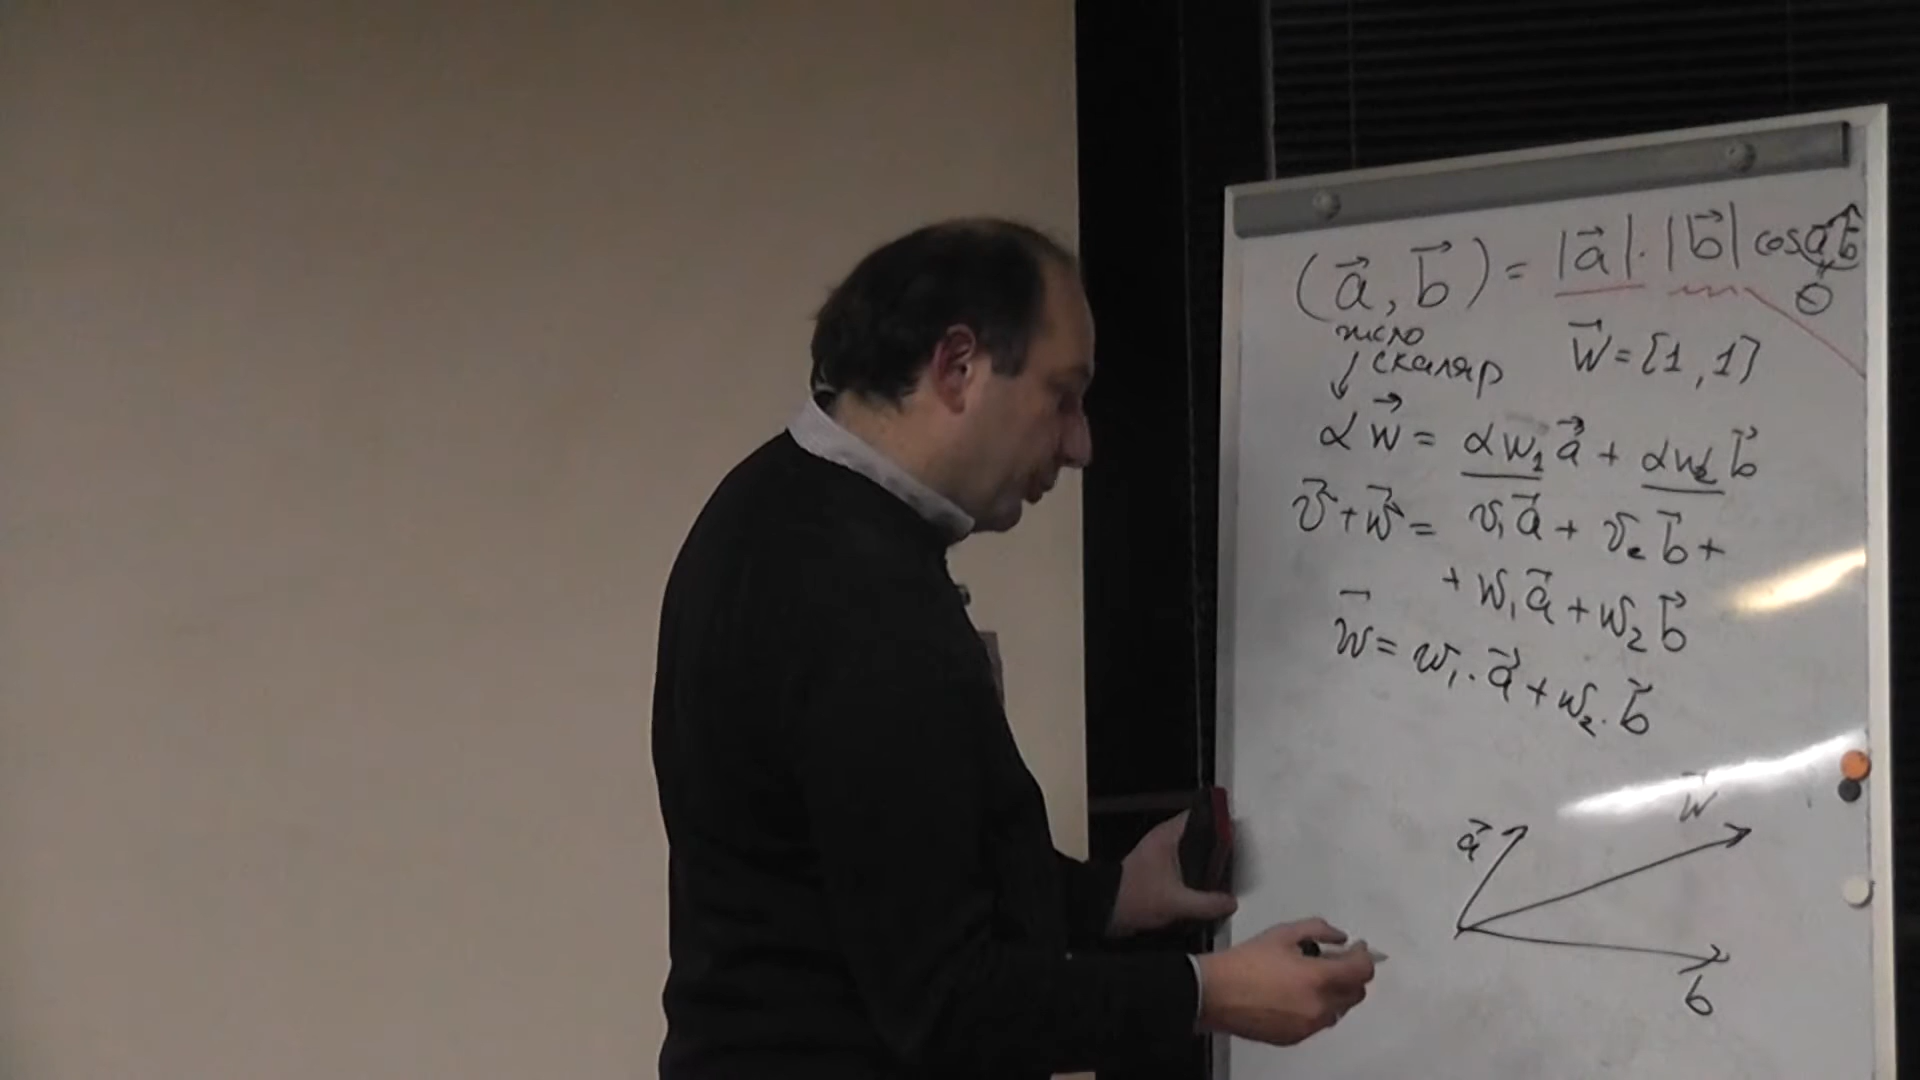 (a⃗, b⃗) = |a⃗|·|b⃗| cos a⃗,b⃗
Θ
число
скаляр
w⃗ = {1, 1}
αw⃗ = αw₁a⃗ + αw₂b⃗
v⃗ + w⃗ = v₁a⃗ + v₂b⃗ +
+ w₁a⃗ + w₂b⃗
w⃗ = w₁·a⃗ + w₂·b⃗
w⃗
a⃗
b⃗